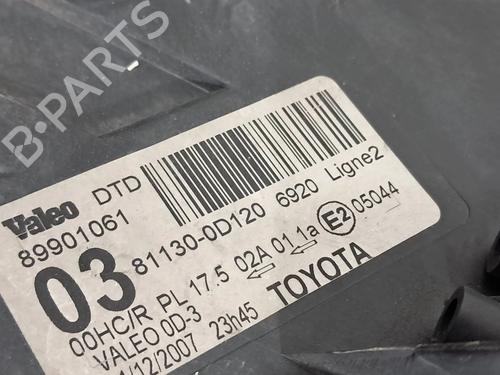 B-PARTS
Valeo DTD
89901061
03 81130-0D120 6920 Ligne2
00HC/R PL 17.5 02A 01.1a E2 05044
VALEO 0D-3 TOYOTA
1/12/2007 23h45